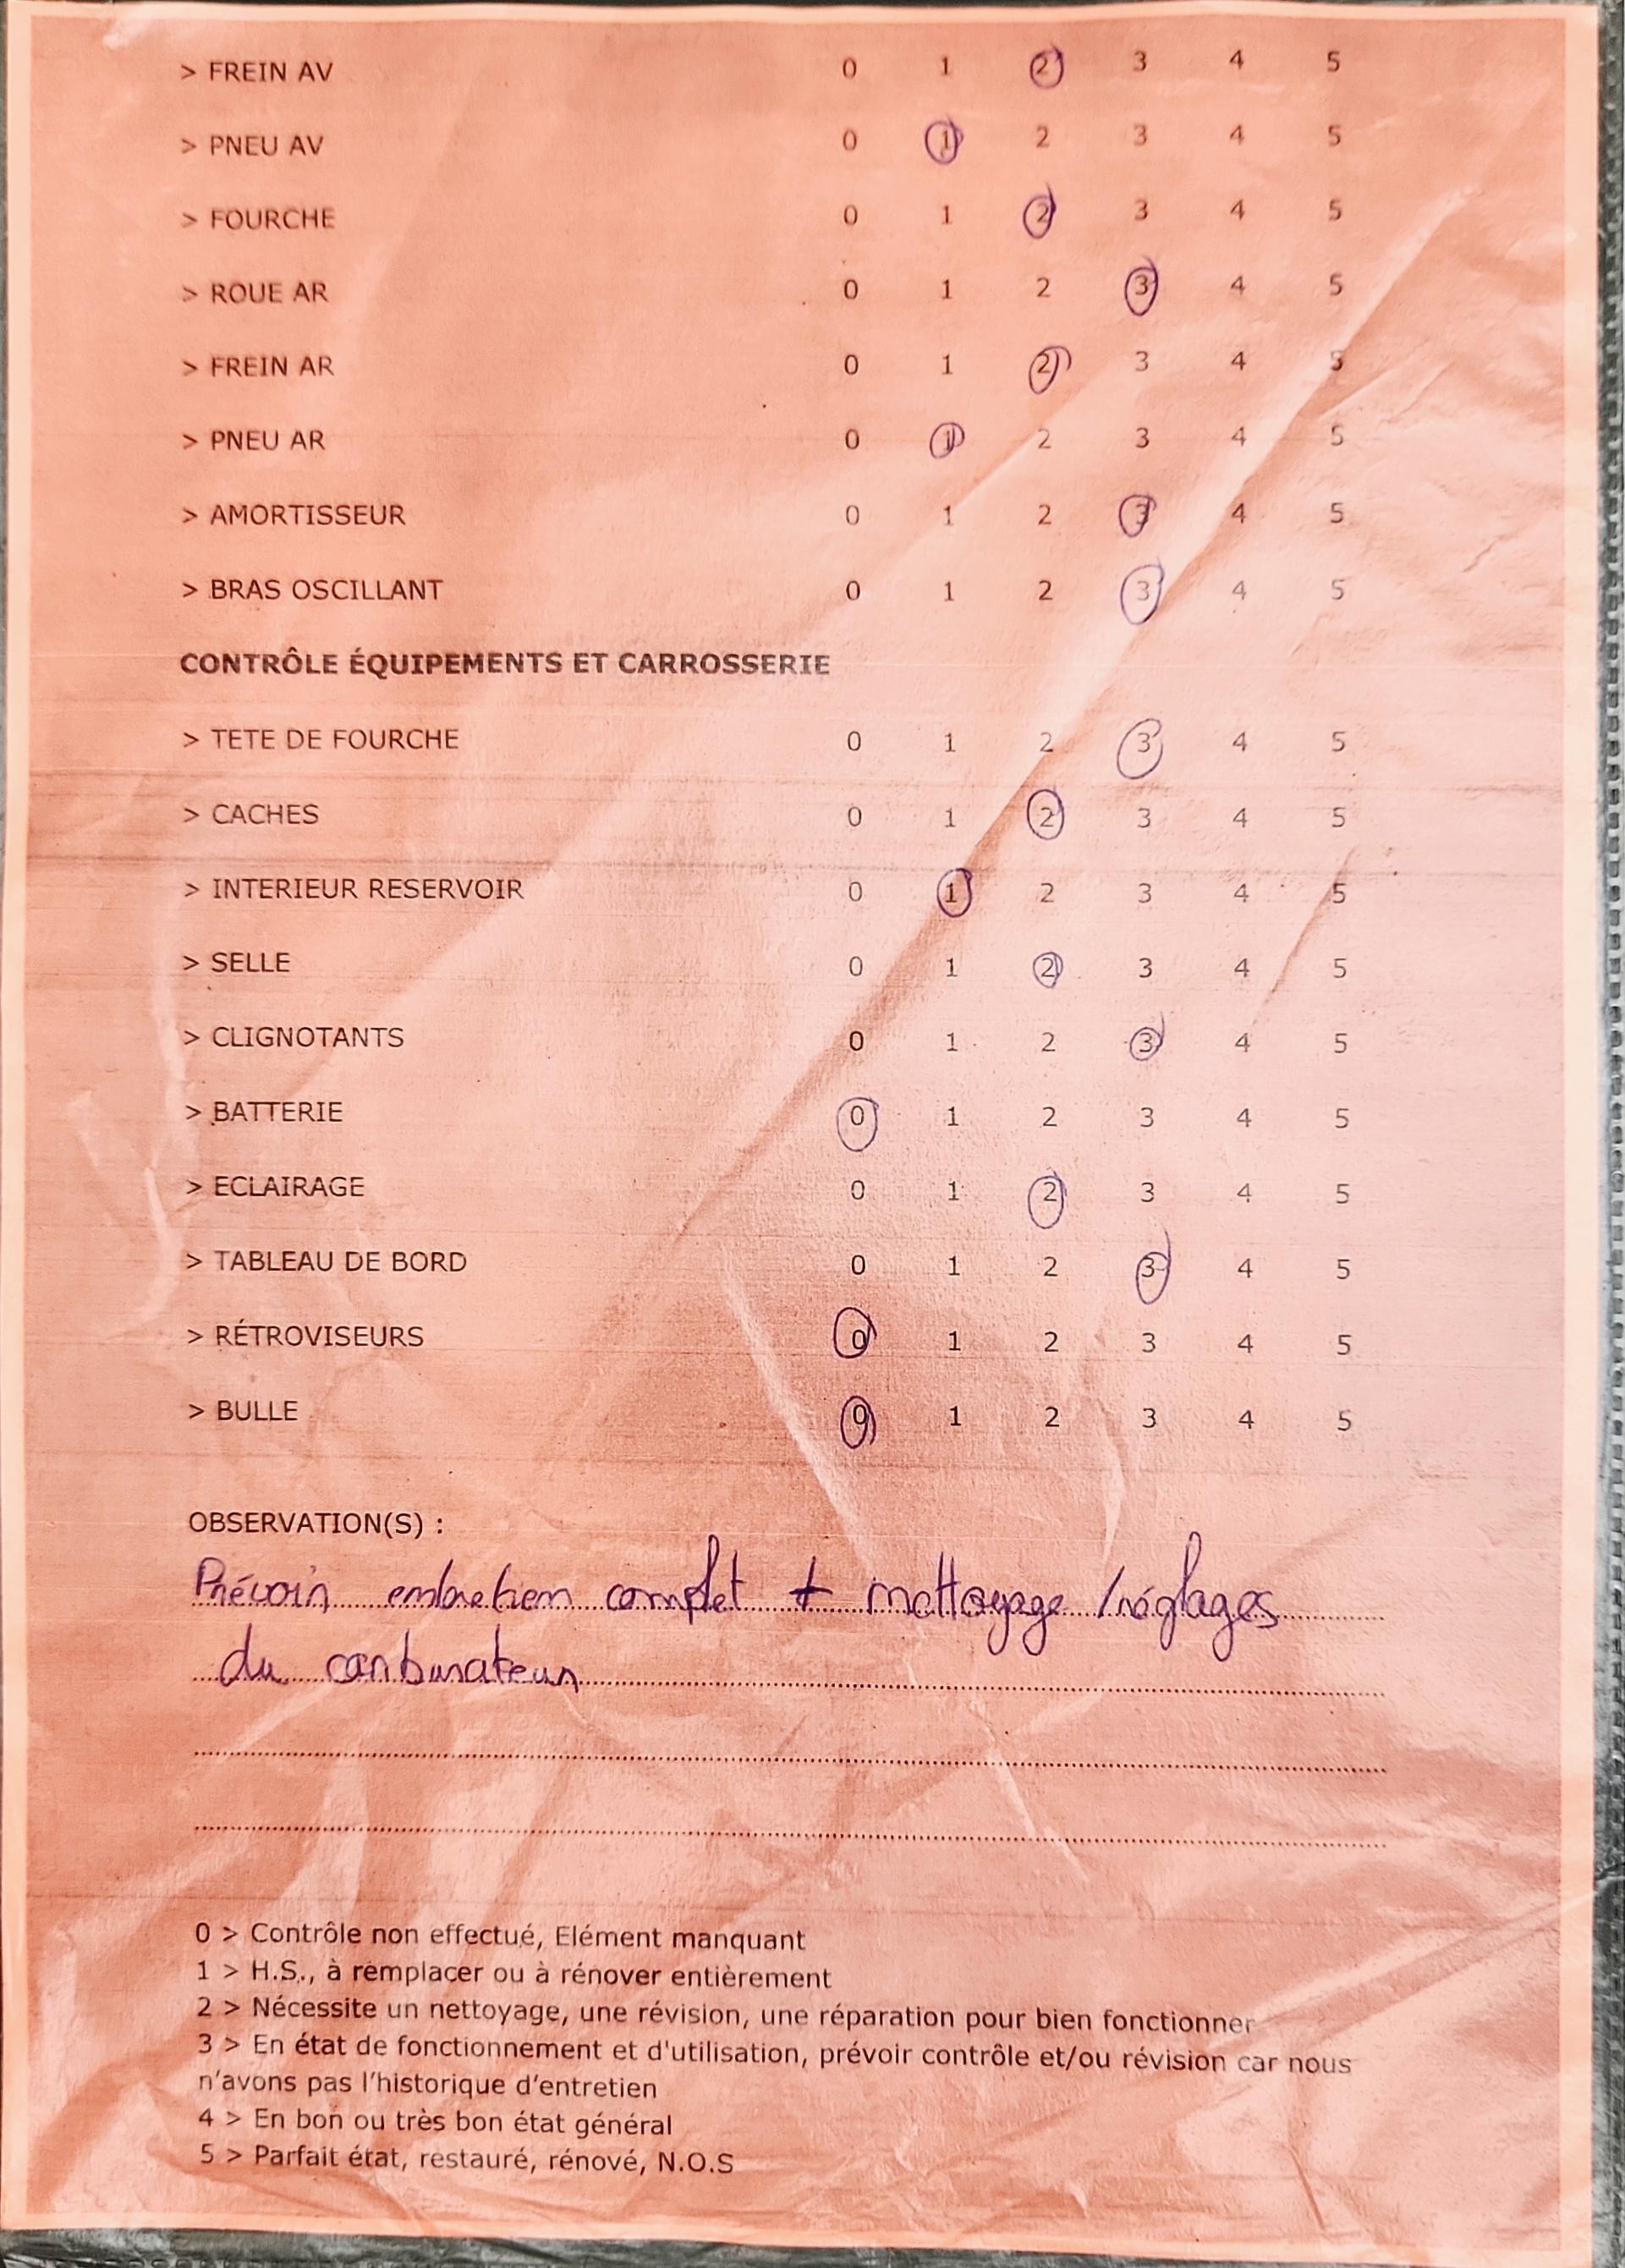 > FREIN AV 0 1 2 3 4 5
> PNEU AV 0 1 2 3 4 5
> FOURCHE 0 1 2 3 4 5
> ROUE AR 0 1 2 3 4 5
> FREIN AR 0 1 2 3 4 5
> PNEU AR 0 1 2 3 4 5
> AMORTISSEUR 0 1 2 3 4 5
> BRAS OSCILLANT 0 1 2 3 4 5
CONTRÔLE ÉQUIPEMENTS ET CARROSSERIE
> TETE DE FOURCHE 0 1 2 3 4 5
> CACHES 0 1 2 3 4 5
> INTERIEUR RESERVOIR 0 1 2 3 4 5
> SELLE 0 1 2 3 4 5
> CLIGNOTANTS 0 1 2 3 4 5
> BATTERIE 0 1 2 3 4 5
> ECLAIRAGE 0 1 2 3 4 5
> TABLEAU DE BORD 0 1 2 3 4 5
> RÉTROVISEURS 0 1 2 3 4 5
> BULLE 0 1 2 3 4 5
OBSERVATION(S) :
Prévoir entretien complet + nettoyage /réglages
du carburateur
0 > Contrôle non effectué, Elément manquant
1 > H.S., à remplacer ou à rénover entièrement
2 > Nécessite un nettoyage, une révision, une réparation pour bien fonctionner
3 > En état de fonctionnement et d'utilisation, prévoir contrôle et/ou révision car nous
n'avons pas l'historique d'entretien
4 > En bon ou très bon état général
5 > Parfait état, restauré, rénové, N.O.S